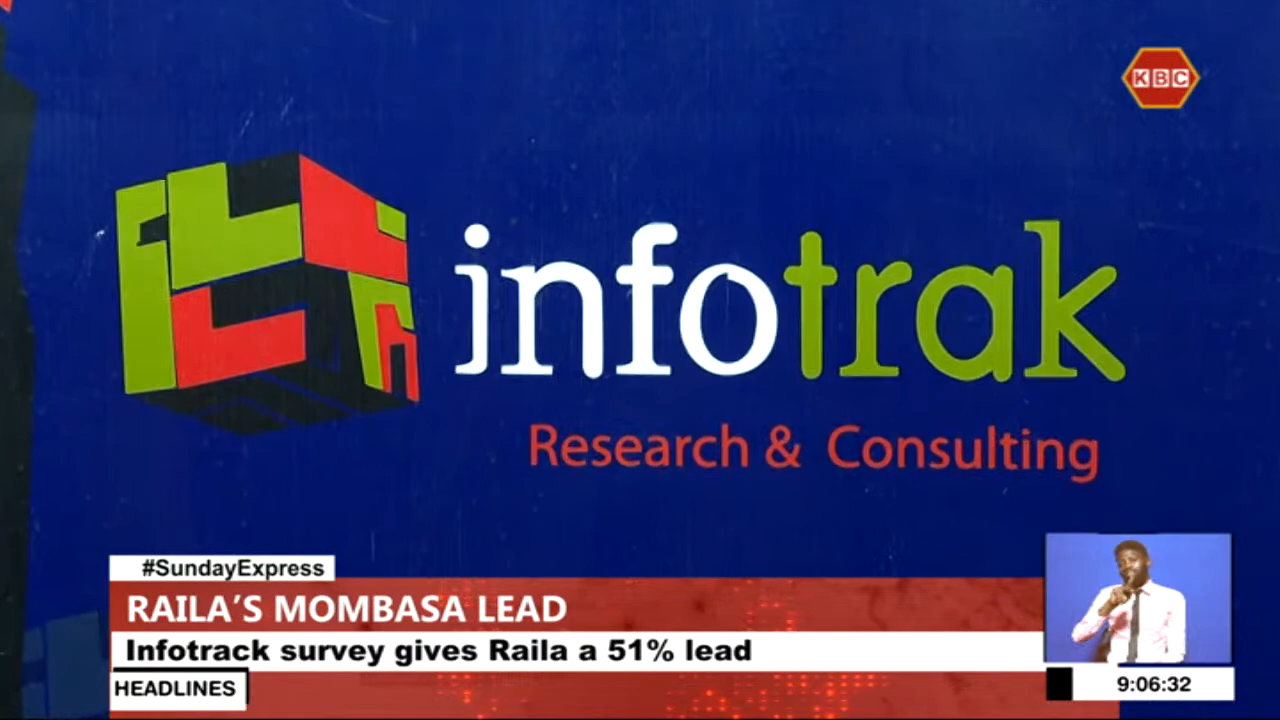 KBC
infotrak
Research & Consulting
#SundayExpress
RAILA'S MOMBASA LEAD
Infotrack survey gives Raila a 51% lead
HEADLINES
9:06:32